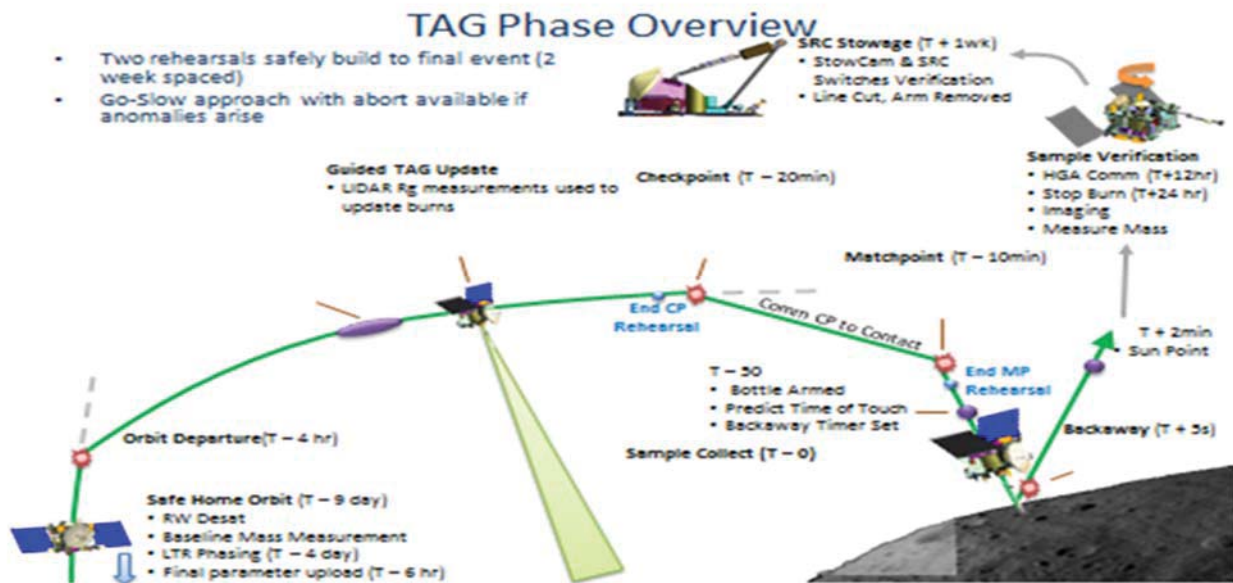 TAG Phase Overview
• Two rehearsals safely build to final event (2
week spaced)
• Go-Slow approach with abort available if
anomalies arise
SRC Stowage (T + 1wk)
• StowCam & SRC
Switches Verification
• Line Cut, Arm Removed
Guided TAG Update
• LIDAR Rg measurements used to
update burns
Checkpoint (T – 20min)
Sample Verification
• HGA Comm (T+12hr)
• Stop Burn (T+24 hr)
• Imaging
• Measure Mass
Matchpoint (T – 10min)
End CP
Rehearsal
Comm CP to Contact
T + 2min
• Sun Point
End MP
Rehearsal
T – 30
• Bottle Armed
• Predict Time of Touch
• Backaway Timer Set
Orbit Departure(T – 4 hr)
Sample Collect (T – 0)
Backaway (T + 5s)
Safe Home Orbit (T – 9 day)
• RW Desat
• Baseline Mass Measurement
• LTR Phasing (T – 4 day)
• Final parameter upload (T – 6 hr)